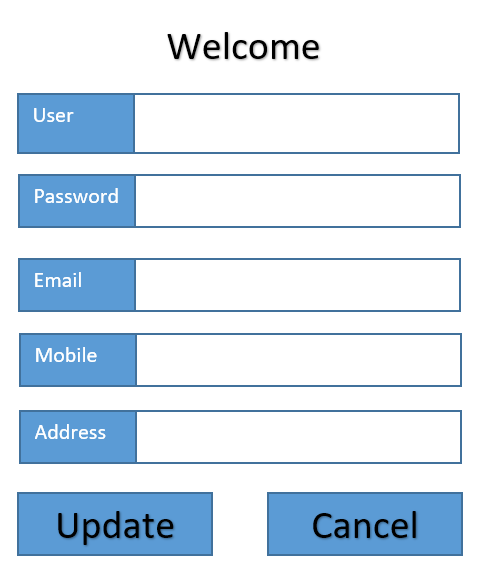 Welcome
User
Password
Email
Mobile
Address
Update
Cancel